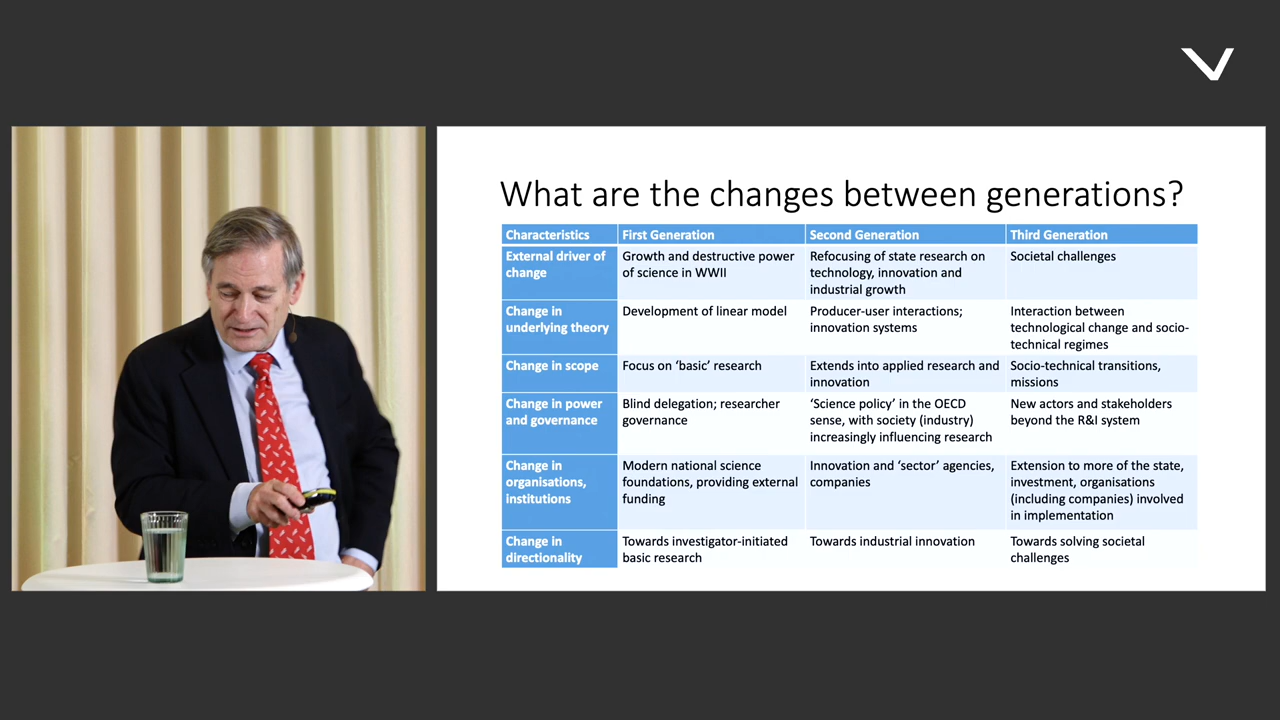 What are the changes between generations?
Characteristics First Generation Second Generation Third Generation
External driver of change
Growth and destructive power of science in WWII
Refocusing of state research on technology, innovation and industrial growth
Societal challenges
Change in underlying theory
Development of linear model
Producer-user interactions; innovation systems
Interaction between technological change and socio-technical regimes
Change in scope
Focus on ‘basic’ research
Extends into applied research and innovation
Socio-technical transitions, missions
Change in power and governance
Blind delegation; researcher governance
‘Science policy’ in the OECD sense, with society (industry) increasingly influencing research
New actors and stakeholders beyond the R&I system
Change in organisations, institutions
Modern national science foundations, providing external funding
Innovation and ‘sector’ agencies, companies
Extension to more of the state, investment, organisations (including companies) involved in implementation
Change in directionality
Towards investigator-initiated basic research
Towards industrial innovation
Towards solving societal challenges